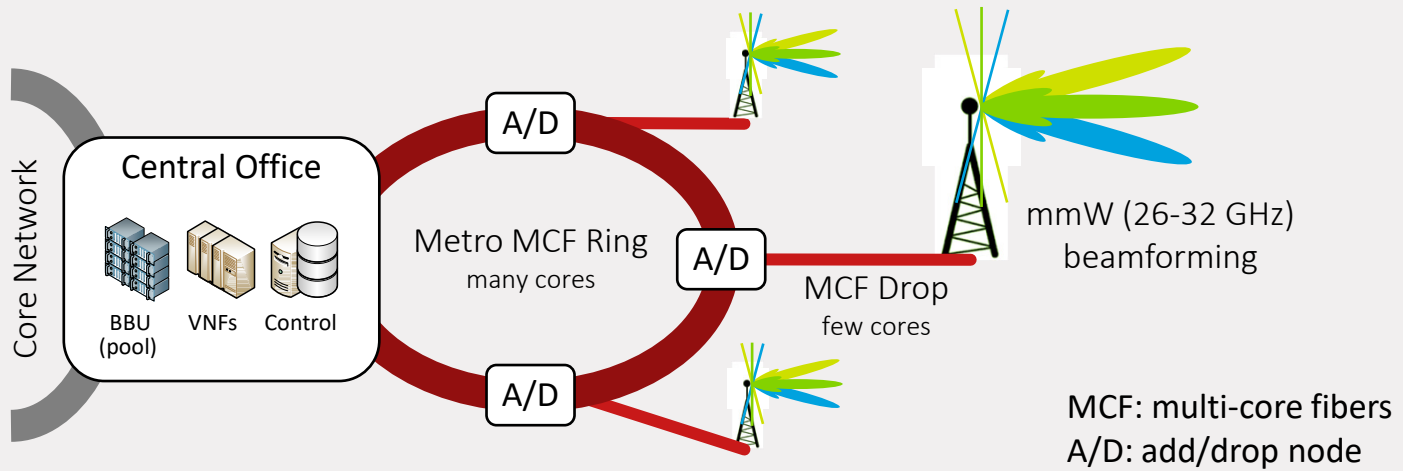 Core Network
Central Office
BBU
(pool)
VNFs
Control
A/D
Metro MCF Ring
many cores
A/D
A/D
MCF Drop
few cores
mmW (26-32 GHz)
beamforming
MCF: multi-core fibers
A/D: add/drop node